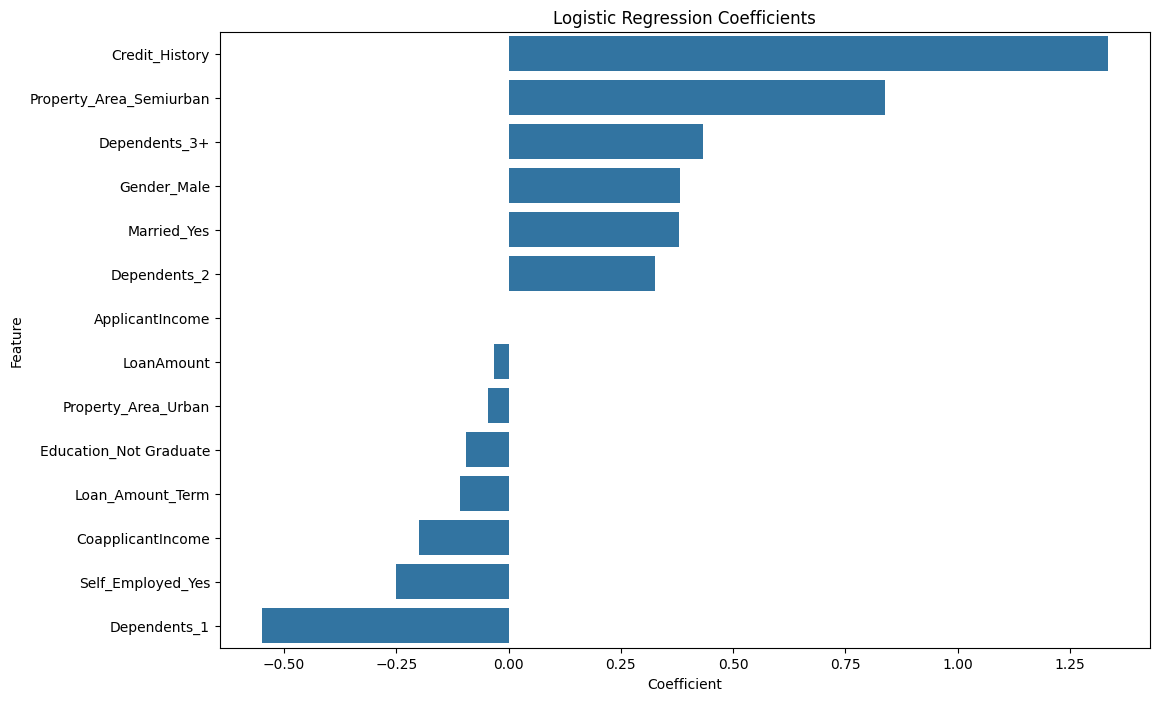 Logistic Regression Coefficients
Credit_History
Property_Area_Semiurban
Dependents_3+
Gender_Male
Married_Yes
Dependents_2
ApplicantIncome
LoanAmount
Property_Area_Urban
Education_Not Graduate
Loan_Amount_Term
CoapplicantIncome
Self_Employed_Yes
Dependents_1
Feature
−0.50 −0.25 0.00 0.25 0.50 0.75 1.00 1.25
Coefficient